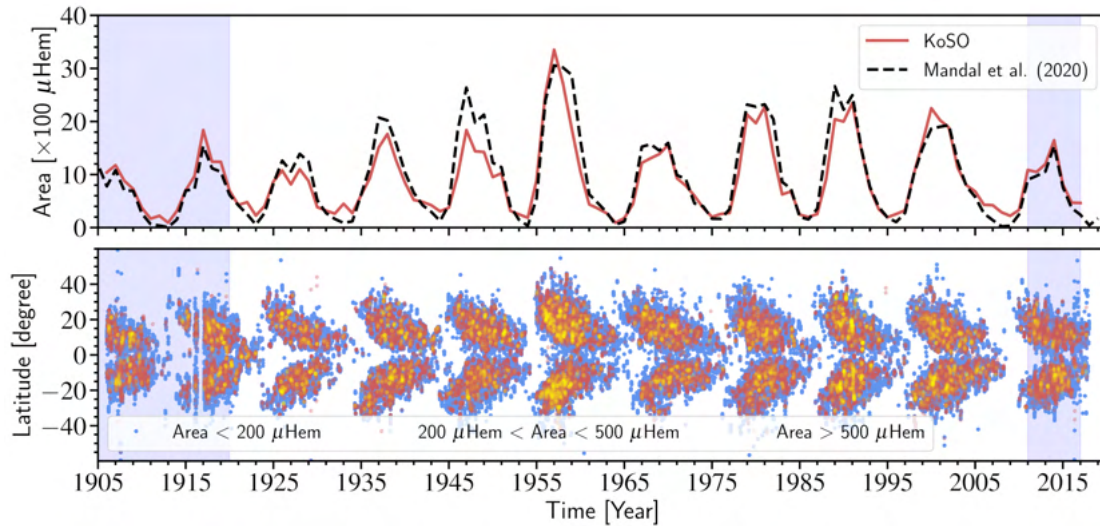 40
30
20
10
0
Area [×100 μHem]
KoSO
Mandal et al. (2020)
40
20
0
−20
−40
Latitude [degree]
Area < 200 μHem 200 μHem < Area < 500 μHem Area > 500 μHem
1905 1915 1925 1935 1945 1955 1965 1975 1985 1995 2005 2015
Time [Year]